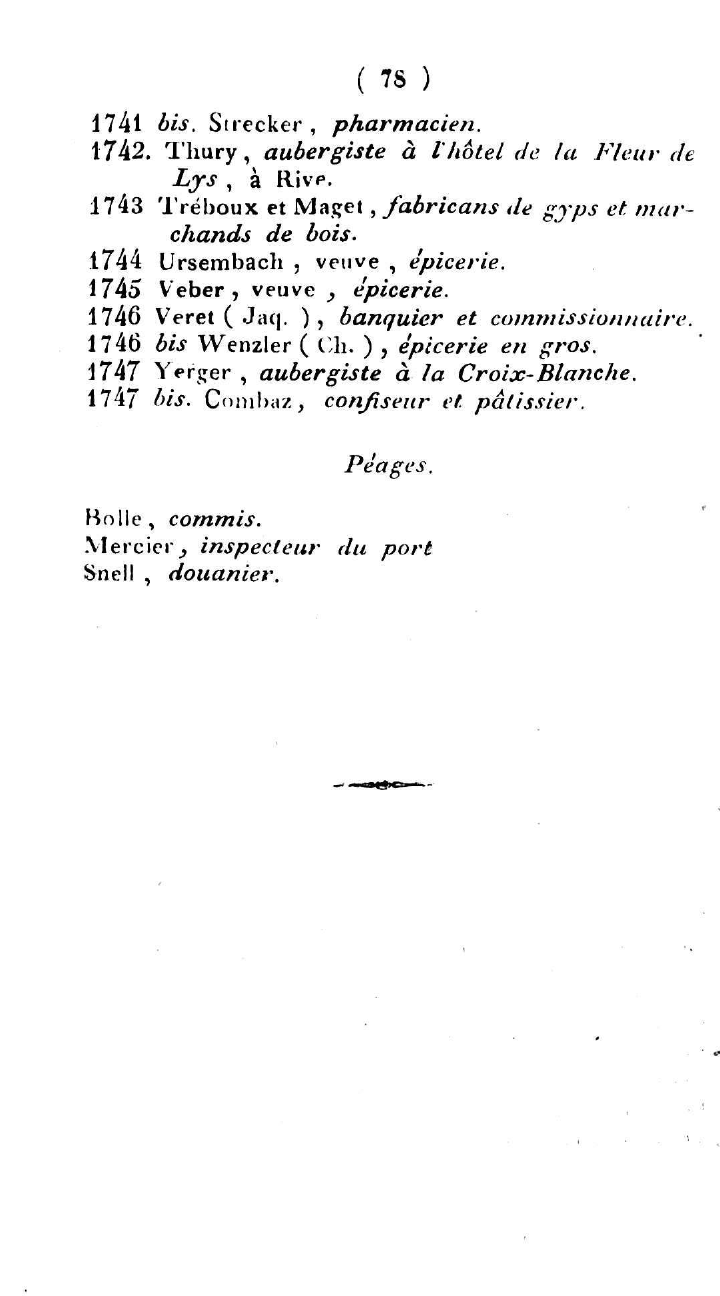 ( 78 )
1741 bis. Strecker, pharmacien.
1742. Thury, aubergiste à l'hôtel de la Fleur de
Lys, à Rive.
1743 Tréboux et Maget, fabricans de gyps et mar-
chands de bois.
1744 Ursembach, veuve, épicerie.
1745 Veber, veuve, épicerie.
1746 Veret ( Jaq. ), banquier et commissionnaire.
1746 bis Wenzler ( Ch. ), épicerie en gros.
1747 Yerger, aubergiste à la Croix-Blanche.
1747 bis. Combaz, confiseur et pâtissier.
Péages.
Bolle, commis.
Mercier, inspecteur du port
Snell, douanier.